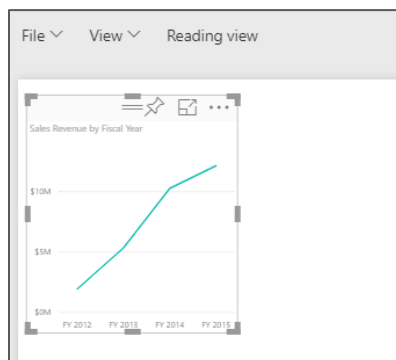 File View Reading view
Sales Revenue by Fiscal Year
$10M
$5M
$0M
FY 2012 FY 2013 FY 2014 FY 2015